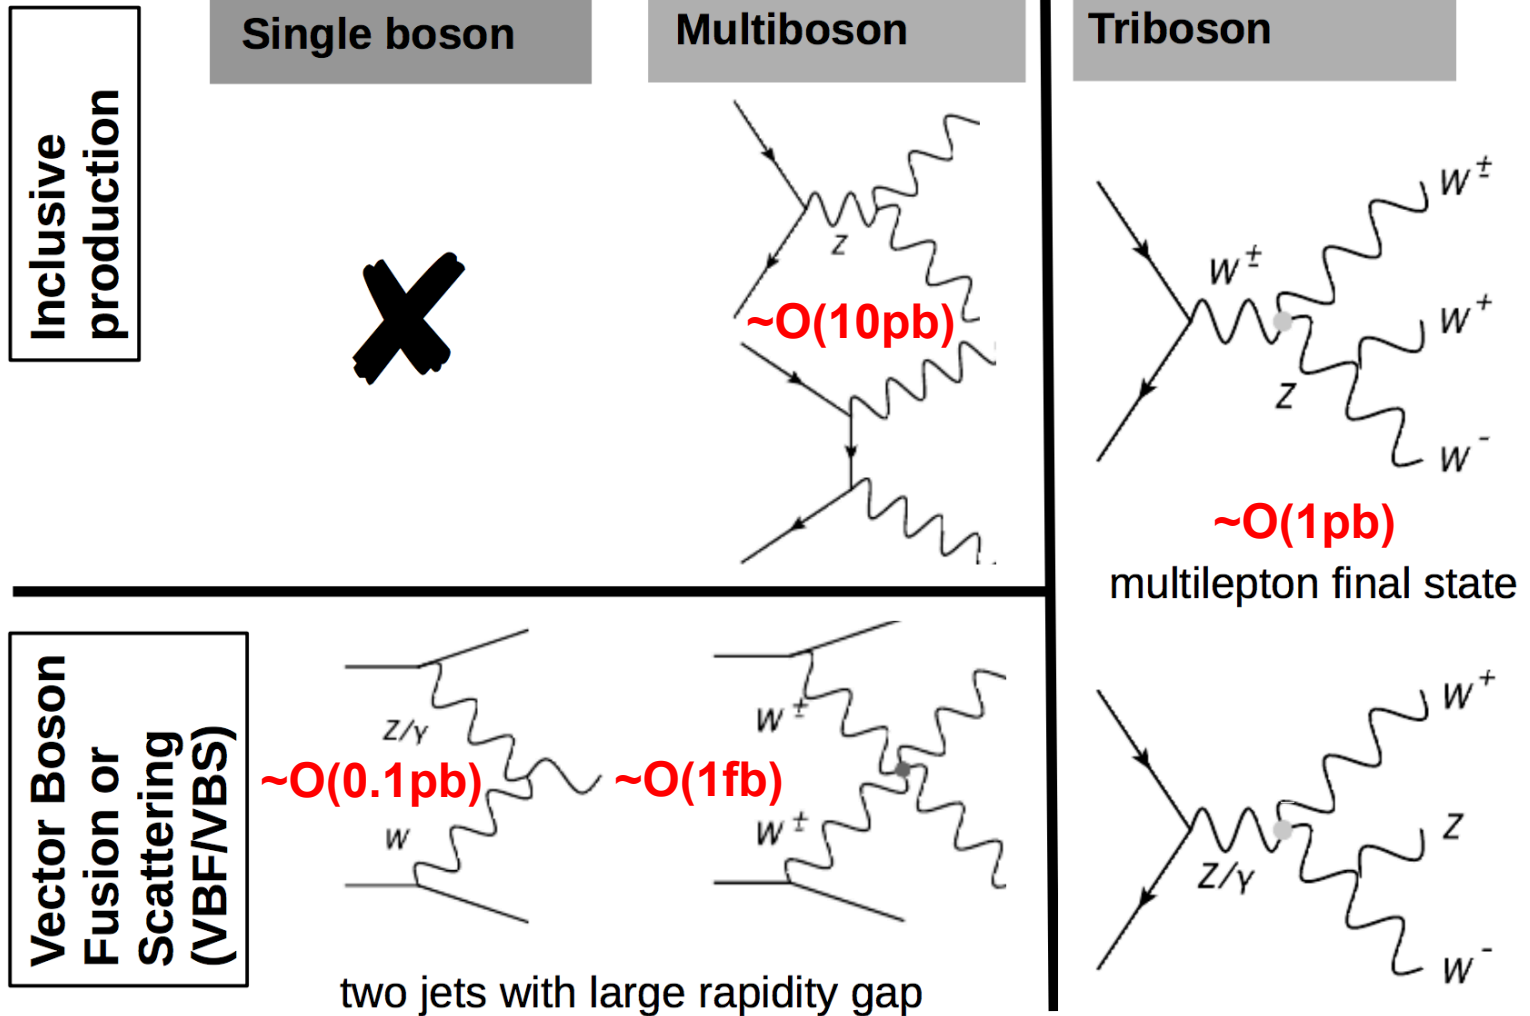 Single boson
Multiboson
Triboson
Inclusive
production
Z
~O(10pb)
W±
Z
W±
W+
W-
~O(1pb)
multilepton final state
Vector Boson
Fusion or
Scattering
(VBF/VBS)
Z/γ
~O(0.1pb)
W
W±
~O(1fb)
W±
two jets with large rapidity gap
Z/γ
W+
Z
W-